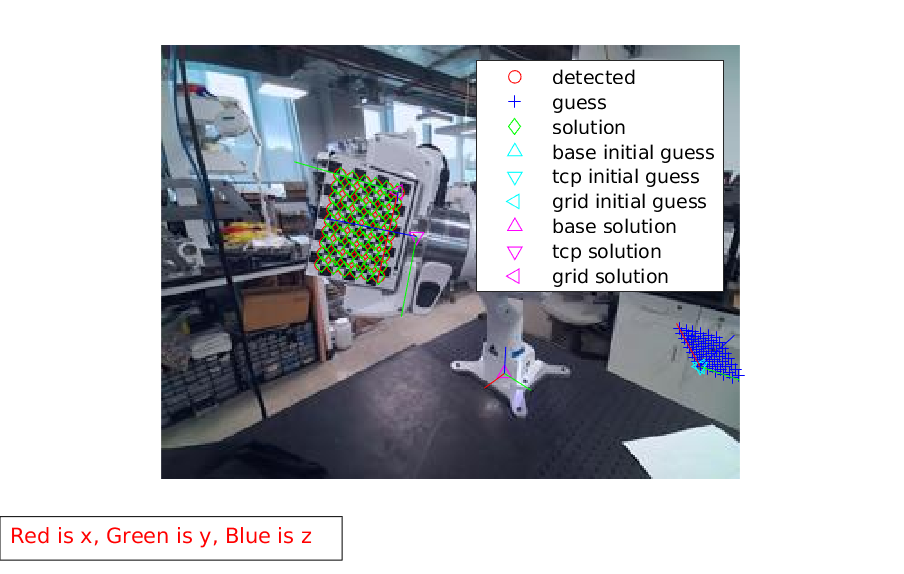 detected
guess
solution
base initial guess
tcp initial guess
grid initial guess
base solution
tcp solution
grid solution
Red is x, Green is y, Blue is z